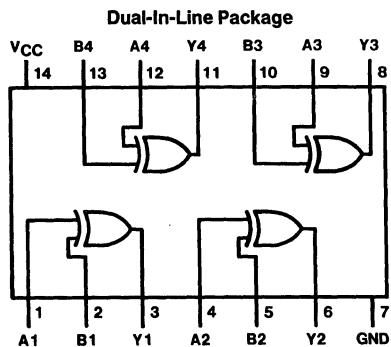 Dual-In-Line Package
VCC B4 A4 Y4 B3 A3 Y3
14 13 12 11 10 9 8
1 2 3 4 5 6 7
A1 B1 Y1 A2 B2 Y2 GND